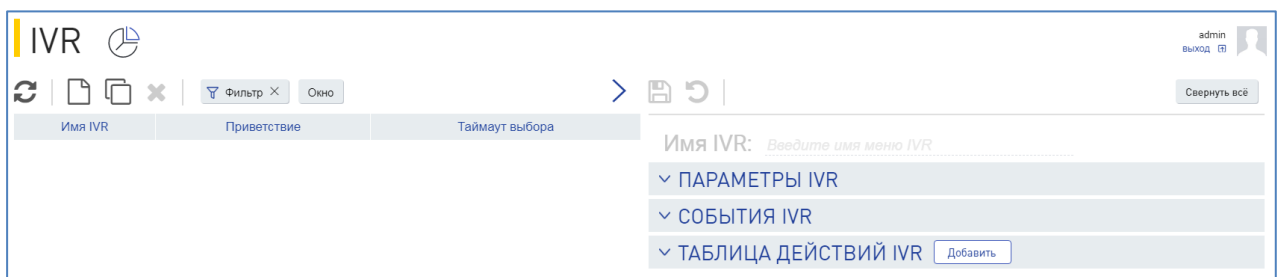 IVR
admin
выход
Фильтр ×
Окно
Свернуть всё
Имя IVR Приветствие Таймаут выбора
Имя IVR: Введите имя меню IVR
ПАРАМЕТРЫ IVR
СОБЫТИЯ IVR
ТАБЛИЦА ДЕЙСТВИЙ IVR Добавить